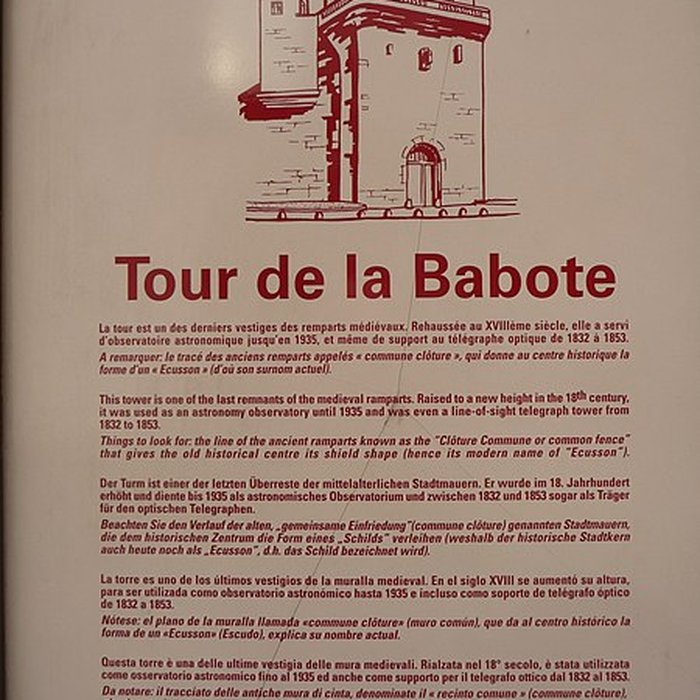 Tour de la Babote
La tour est un des derniers vestiges des remparts médiévaux. Rehaussée au XVIIIème siècle, elle a servi
d'observatoire astronomique jusqu'en 1935, et même de support au télégraphe optique de 1832 à 1853.
A remarquer: le tracé des anciens remparts appelés « commune clôture », qui donne au centre historique la
forme d'un « Ecusson » (d'où son surnom actuel).
This tower is one of the last remnants of the medieval ramparts. Raised to a new height in the 18th century,
it was used as an astronomy observatory until 1935 and was even a line-of-sight telegraph tower from
1832 to 1853.
Things to look for: the line of the ancient ramparts known as the "Clôture Commune or common fence"
that gives the old historical centre its shield shape (hence its modern name of "Ecusson").
Der Turm ist einer der letzten Überreste der mittelalterlichen Stadtmauern. Er wurde im 18. Jahrhundert
erhöht und diente bis 1935 als astronomisches Observatorium und zwischen 1832 und 1853 sogar als Träger
für den optischen Telegraphen.
Beachten Sie den Verlauf der alten, „gemeinsame Einfriedung"(commune clôture) genannten Stadtmauern,
die dem historischen Zentrum die Form eines „Schilds" verleihen (weshalb der historische Stadtkern
auch heute noch als „Ecusson", d.h. das Schild bezeichnet wird).
La torre es uno de los últimos vestigios de la muralla medieval. En el siglo XVIII se aumentó su altura,
para ser utilizada como observatorio astronómico hasta 1935 e incluso como soporte de telégrafo óptico
de 1832 a 1853.
Nótese: el plano de la muralla llamada «commune clôture» (muro común), que da al centro histórico la
forma de un «Ecusson» (Escudo), explica su nombre actual.
Questa torre è una delle ultime vestigia delle mura medievali. Rialzata nel 18° secolo, è stata utilizzata
come osservatorio astronomico fino al 1935 ed anche come supporto per il telegrafo ottico dal 1832 al 1853.
Da notare: il tracciato delle antiche mura di cinta, denominate il « recinto comune » (commune clôture),